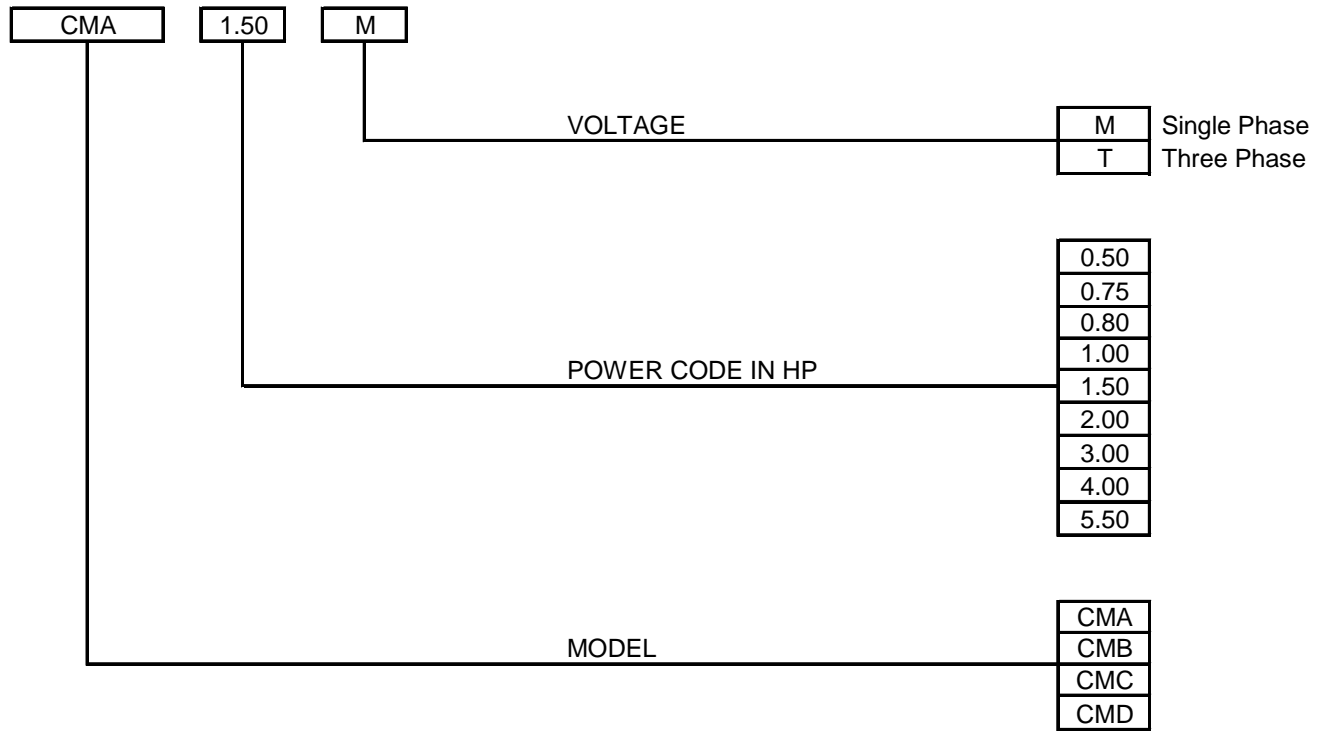 CMA 1.50 M
VOLTAGE
M Single Phase
T Three Phase
0.50
0.75
0.80
1.00
POWER CODE IN HP
1.50
2.00
3.00
4.00
5.50
CMA
MODEL
CMB
CMC
CMD